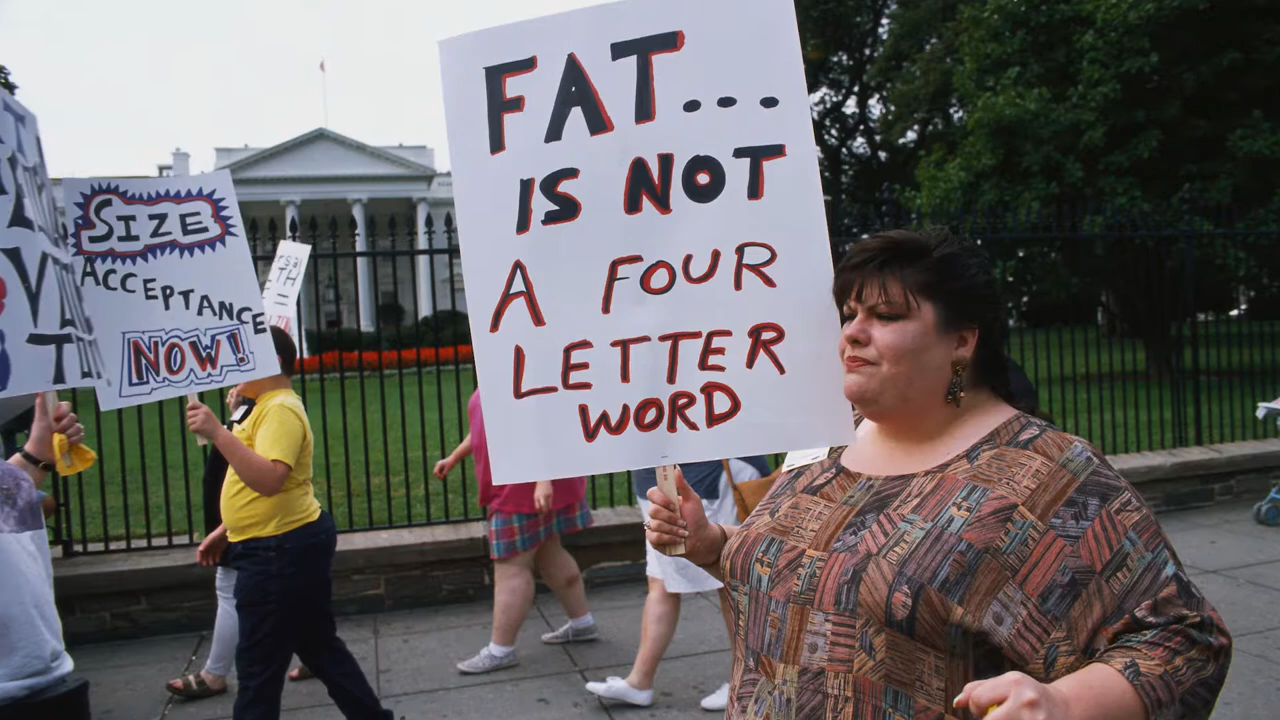 FAT...
IS NOT
A FOUR
LETTER
WORD
SIZE
ACCEPTANCE
NOW!